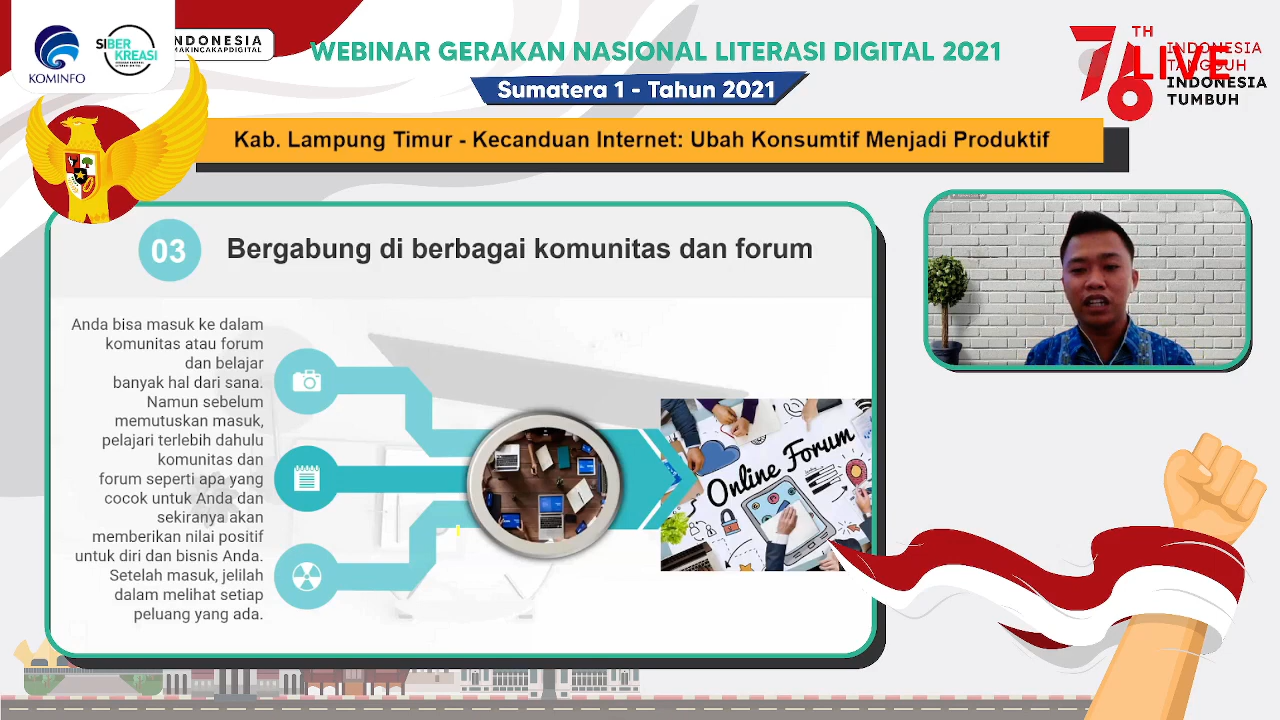 KOMINFO
SIBER
KREASI
INDONESIA
MAKINCAKAPDIGITAL
WEBINAR GERAKAN NASIONAL LITERASI DIGITAL 2021
Sumatera 1 - Tahun 2021
76TH
LIVE
INDONESIA
TANGGUH
INDONESIA
TUMBUH
Kab. Lampung Timur - Kecanduan Internet: Ubah Konsumtif Menjadi Produktif
03
Bergabung di berbagai komunitas dan forum
Anda bisa masuk ke dalam
komunitas atau forum
dan belajar
banyak hal dari sana.
Namun sebelum
memutuskan masuk,
pelajari terlebih dahulu
komunitas dan
forum seperti apa yang
cocok untuk Anda dan
sekiranya akan
memberikan nilai positif
untuk diri dan bisnis Anda.
Setelah masuk, jelilah
dalam melihat setiap
peluang yang ada.
Online Forum